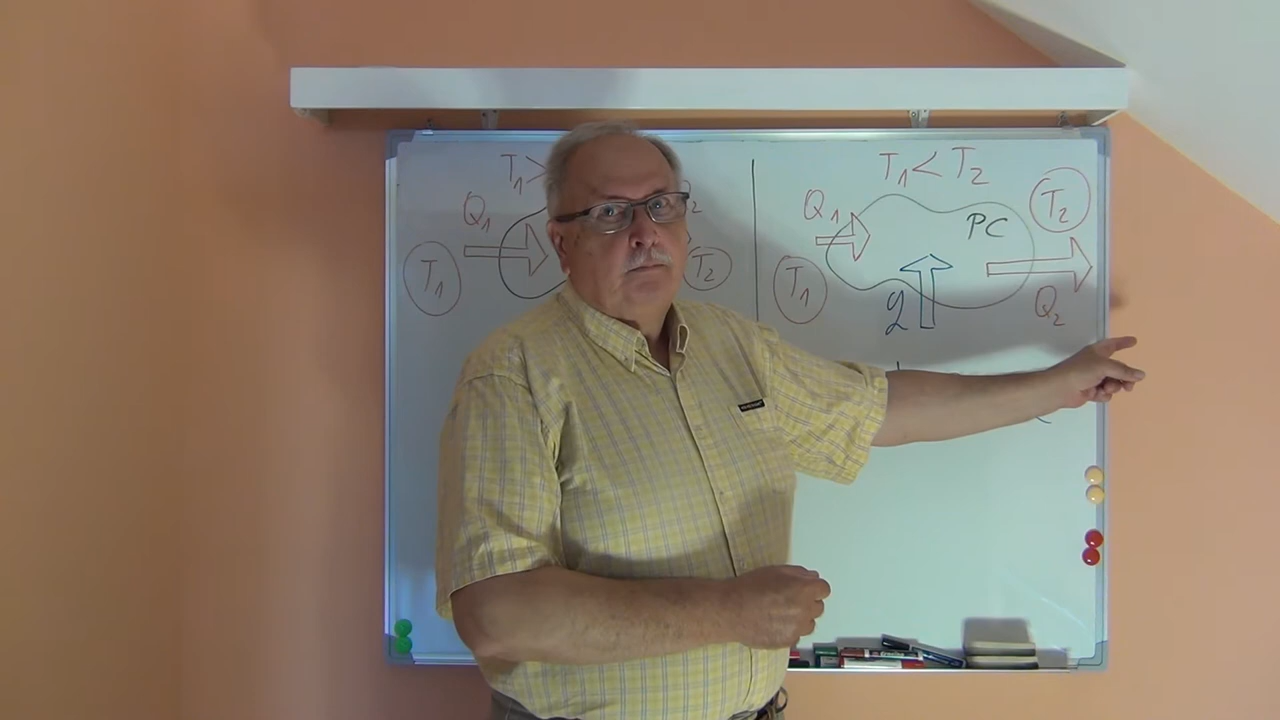 T₁>
Q₁
T₁
₂
T₂
T₁<T₂
Q₁
PC
T₂
T₁
Q₂